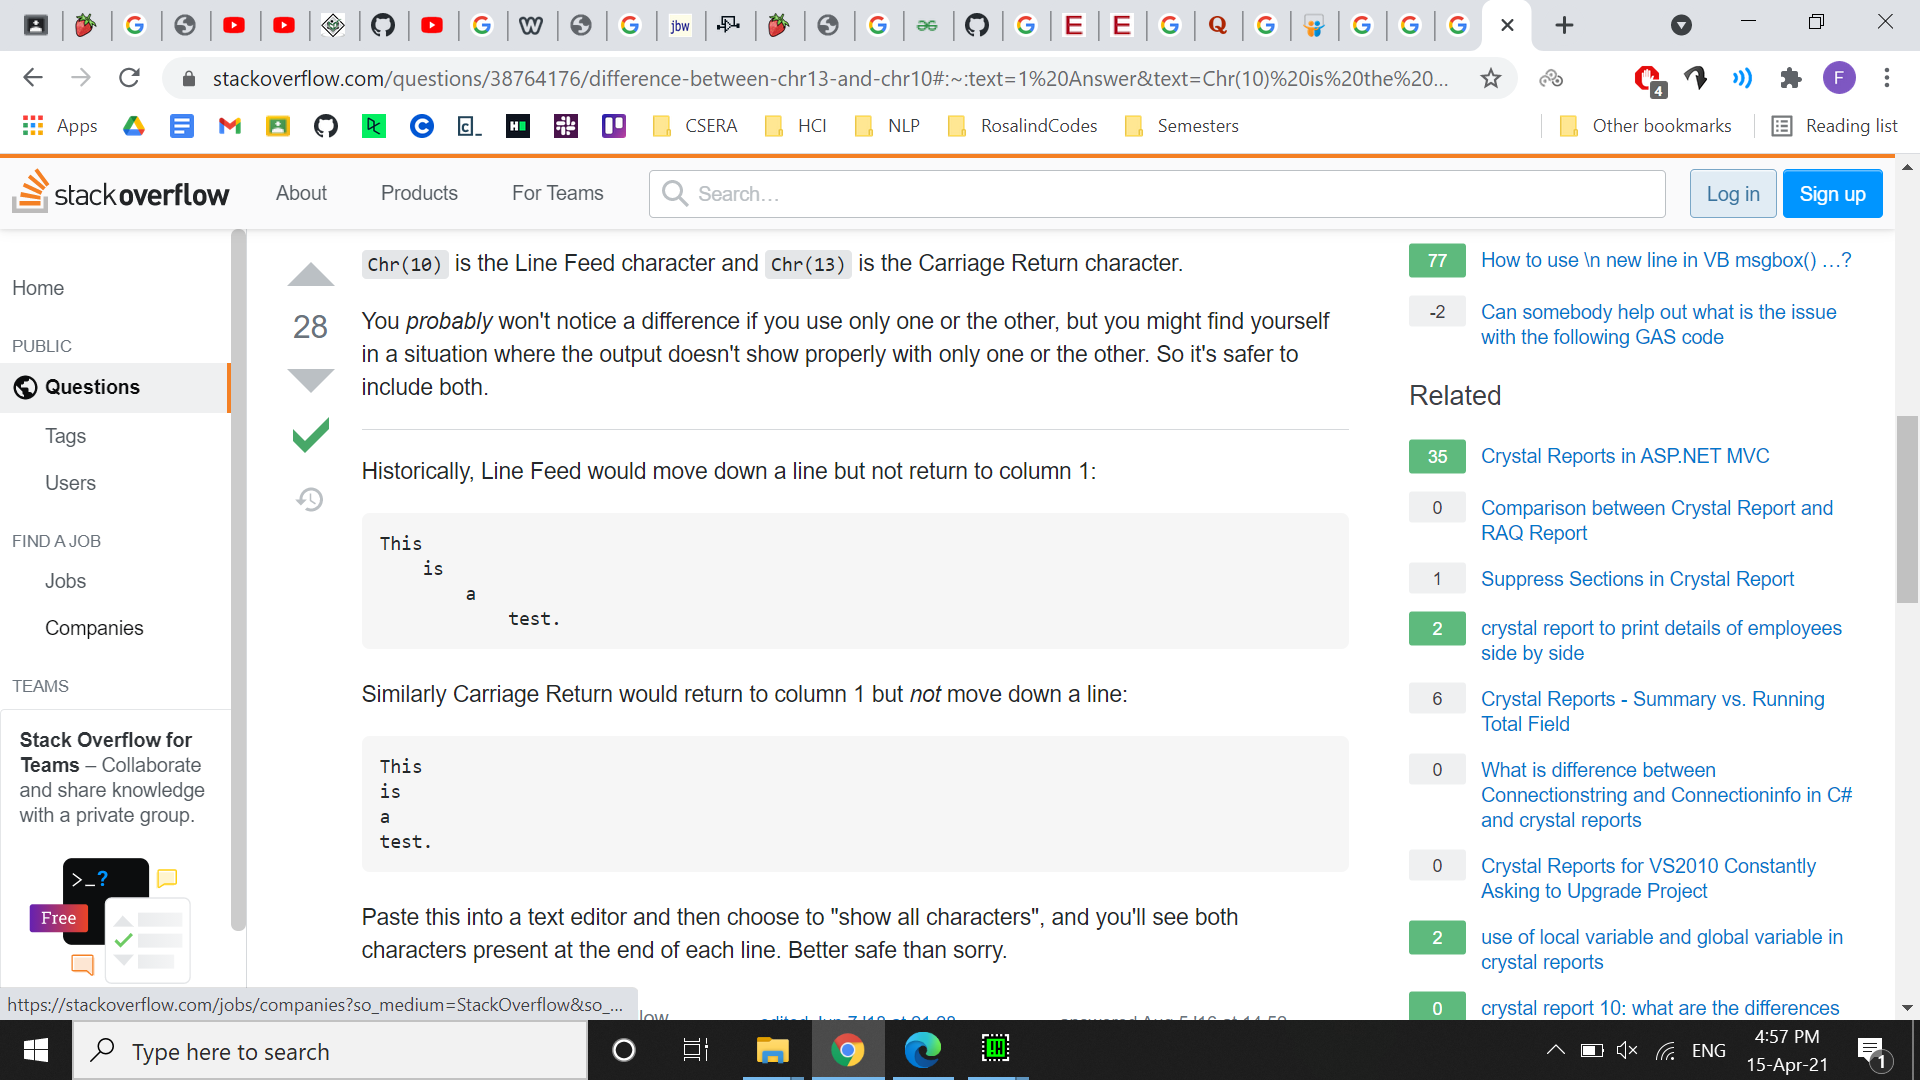 jbw
E
E
Q
stackoverflow.com/questions/38764176/difference-between-chr13-and-chr10#:~:text=1%20Answer&text=Chr(10)%20is%20the%20...
4
F
Apps
CSERA
HCI
NLP
RosalindCodes
Semesters
Other bookmarks
Reading list
stackoverflow
About
Products
For Teams
Search…
Log in
Sign up
Home
PUBLIC
Questions
Tags
Users
FIND A JOB
Jobs
Companies
TEAMS
Stack Overflow for
Teams – Collaborate
and share knowledge
with a private group.
>_?
Free
28
Chr(10) is the Line Feed character and Chr(13) is the Carriage Return character.
You probably won't notice a difference if you use only one or the other, but you might find yourself
in a situation where the output doesn't show properly with only one or the other. So it's safer to
include both.
Historically, Line Feed would move down a line but not return to column 1:
This
is
a
test.
Similarly Carriage Return would return to column 1 but not move down a line:
This
is
a
test.
Paste this into a text editor and then choose to "show all characters", and you'll see both
characters present at the end of each line. Better safe than sorry.
77 How to use \n new line in VB msgbox() …?
-2 Can somebody help out what is the issue
with the following GAS code
Related
35 Crystal Reports in ASP.NET MVC
0 Comparison between Crystal Report and
RAQ Report
1 Suppress Sections in Crystal Report
2 crystal report to print details of employees
side by side
6 Crystal Reports - Summary vs. Running
Total Field
0 What is difference between
Connectionstring and Connectioninfo in C#
and crystal reports
0 Crystal Reports for VS2010 Constantly
Asking to Upgrade Project
2 use of local variable and global variable in
crystal reports
0 crystal report 10: what are the differences
https://stackoverflow.com/jobs/companies?so_medium=StackOverflow&so_...
Type here to search
ENG
4:57 PM
15-Apr-21
1